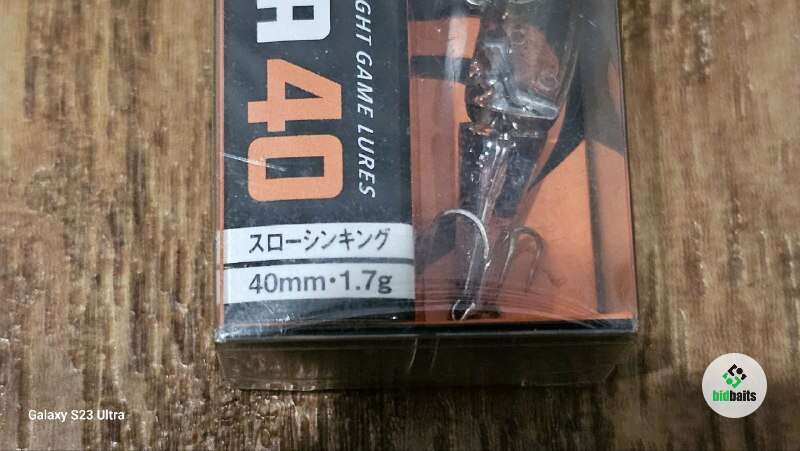 A 40
GHT GAME LURES
スローシンキング
40mm・1.7g
Galaxy S23 Ultra
bidbaits